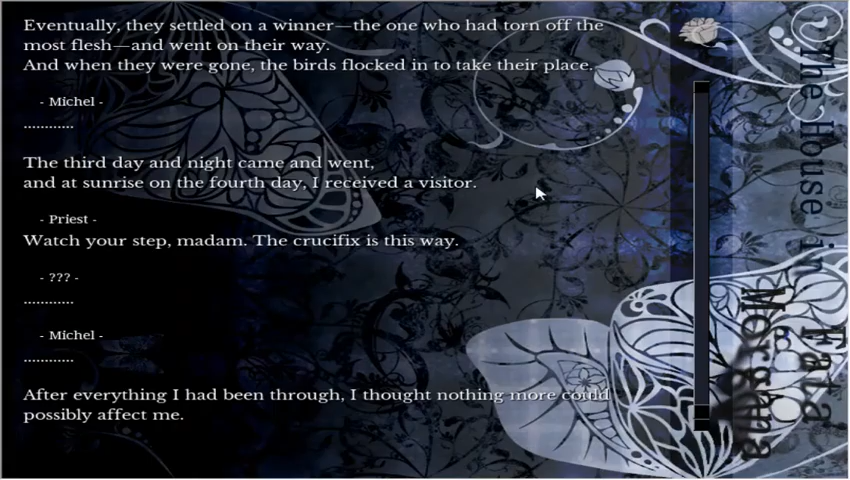 Eventually, they settled on a winner—the one who had torn off the
most flesh—and went on their way.
And when they were gone, the birds flocked in to take their place.
- Michel -
............
The third day and night came and went,
and at sunrise on the fourth day, I received a visitor.
- Priest -
Watch your step, madam. The crucifix is this way.
- ??? -
............
- Michel -
............
After everything I had been through, I thought nothing more could
possibly affect me.
The House in
Fata
Morgana